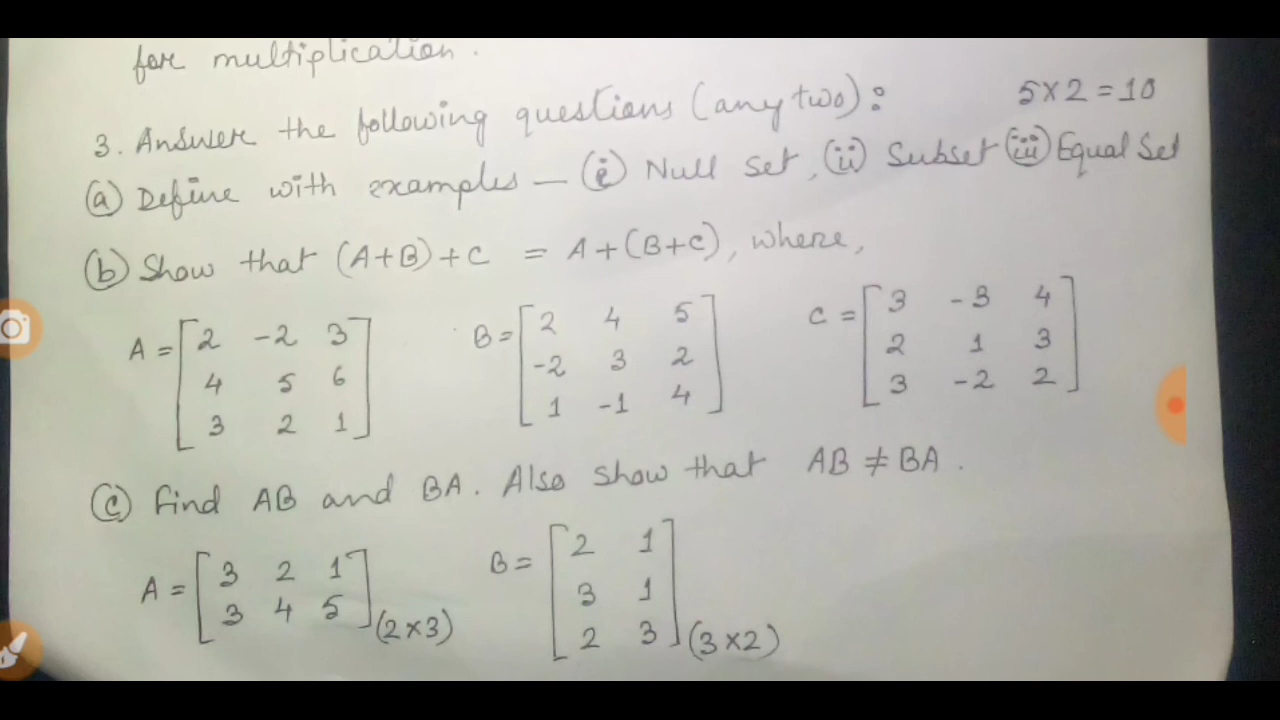 for multiplication.
3. Answer the following questions (any two): 5×2=10
(a) Define with examples — (i) Null set, (ii) Subset (iii) Equal Set
(b) Show that (A+B)+C = A+(B+C), where,
A = [2 -2 3 B = [2 4 5 C = [3 -3 4
4 5 6 -2 3 2 2 1 3
3 2 1] 1 -1 4] 3 -2 2]
(c) Find AB and BA. Also show that AB ≠ BA.
A = [3 2 1 B = [2 1
3 4 5](2×3) 3 1
2 3](3×2)